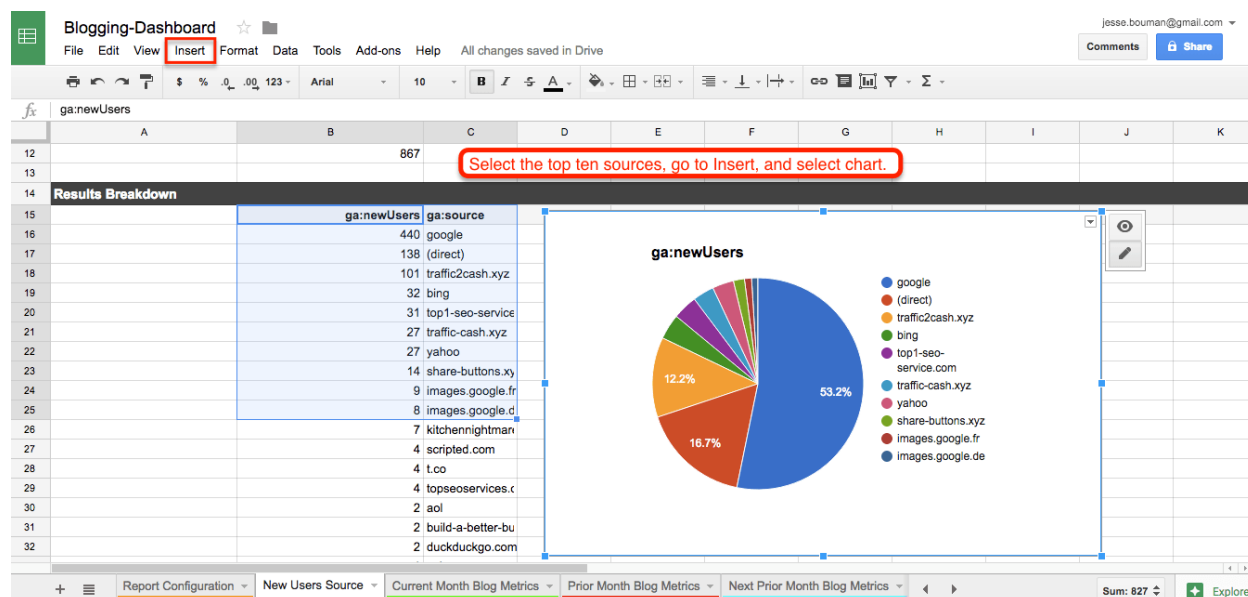 Blogging-Dashboard
jesse.bouman@gmail.com
File Edit View Insert Format Data Tools Add-ons Help All changes saved in Drive
Comments Share
$ % .0 .00 123 Arial 10 B I S A Σ
fx ga:newUsers
A B C D E F G H I J K
12 867
Select the top ten sources, go to Insert, and select chart.
13
14 Results Breakdown
15 ga:newUsers ga:source
16 440 google
17 138 (direct)
18 101 traffic2cash.xyz
19 32 bing
20 31 top1-seo-service
21 27 traffic-cash.xyz
22 27 yahoo
23 14 share-buttons.xy
24 9 images.google.fr
25 8 images.google.d
26 7 kitchennightmar
27 4 scripted.com
28 4 t.co
29 4 topseoservices.c
30 2 aol
31 2 build-a-better-bu
32 2 duckduckgo.com
ga:newUsers
53.2%
16.7%
12.2%
google
(direct)
traffic2cash.xyz
bing
top1-seo-
service.com
traffic-cash.xyz
yahoo
share-buttons.xyz
images.google.fr
images.google.de
Report Configuration New Users Source Current Month Blog Metrics Prior Month Blog Metrics Next Prior Month Blog Metrics
Sum: 827 Explore